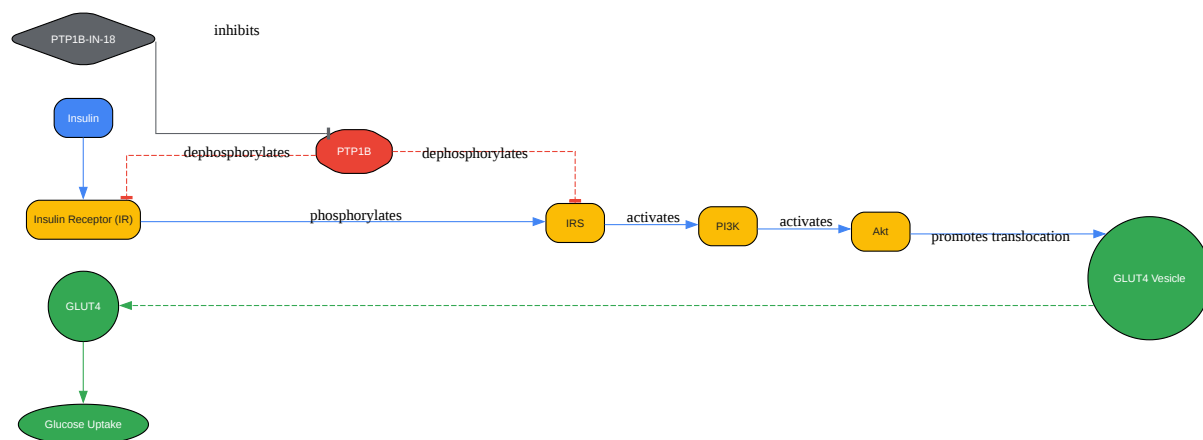 PTP1B-IN-18
inhibits
Insulin
PTP1B
dephosphorylates
dephosphorylates
Insulin Receptor (IR)
phosphorylates
IRS
activates
PI3K
activates
Akt
promotes translocation
GLUT4 Vesicle
GLUT4
Glucose Uptake